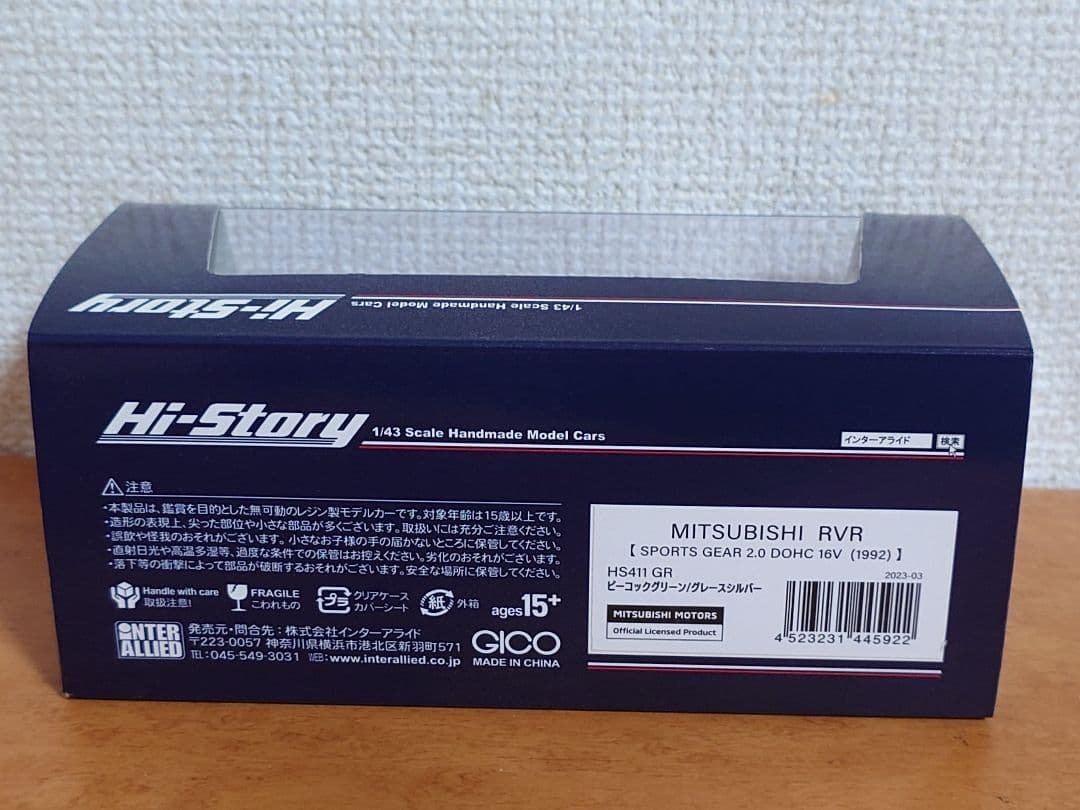 Hi-Story
1/43 Scale Handmade Model Cars
Hi-Story
1/43 Scale Handmade Model Cars
インターアライド 検索
注意
・本製品は、鑑賞を目的とした無可動のレジン製モデルカーです。対象年齢は15歳以上です。
・造形の表現上、尖った部位や小さな部品が多くございます。取扱いには充分ご注意ください。
・誤飲や怪我のおそれがございます。小さなお子様の手の届かないところに保管してください。
・直射日光や高温多湿等、過度な条件での保管はお控えください。劣化のおそれがございます。
・落下等の衝撃によって部品が破断するおそれがございます。安全な場所に保管してください。
Handle with care
取扱注意!
FRAGILE
こわれもの
プラ
クリアケース
カバーシート
紙
外箱
ages15+
INTER
ALLIED
発売元・問合先:株式会社インターアライド
〒223-0057 神奈川県横浜市港北区新羽町571
TEL:045-549-3031 WEB:www.interallied.co.jp
GICO
MADE IN CHINA
MITSUBISHI RVR
【 SPORTS GEAR 2.0 DOHC 16V (1992) 】
HS411 GR
2023-03
ピーコックグリーン/グレースシルバー
MITSUBISHI MOTORS
Official Licensed Product
4 523231 445922